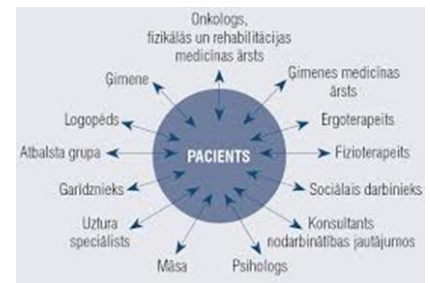 Onkologs,
fizikālās un rehabilitācijas
medicīnas ārsts
Ģimene
Ģimenes medicīnas
ārsts
Logopēds
Ergoterapeits
Atbalsta grupa
PACIENTS
Fizioterapeits
Garīdznieks
Sociālais darbinieks
Uztura
speciālists
Konsultants
nodarbinātības jautājumos
Māsa
Psihologs